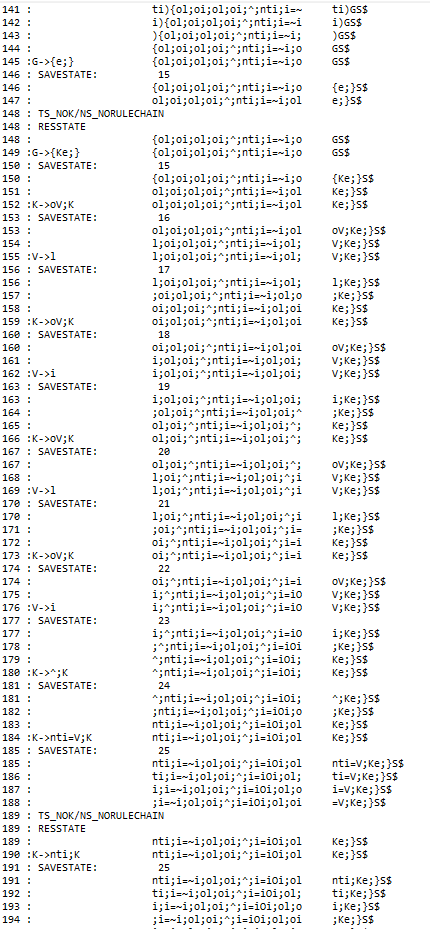 141 :                    ti){ol;oi;ol;oi;^;nti;i=~     ti)GS$
142 :                    i){ol;oi;ol;oi;^;nti;i=~i     i)GS$
143 :                    ){ol;oi;ol;oi;^;nti;i=~i;     )GS$
144 :                    {ol;oi;ol;oi;^;nti;i=~i;o     GS$
145 :G->{e;}             {ol;oi;ol;oi;^;nti;i=~i;o     GS$
146 : SAVESTATE:          15
146 :                    {ol;oi;ol;oi;^;nti;i=~i;o     {e;}S$
147 :                    ol;oi;ol;oi;^;nti;i=~i;ol     e;}S$
148 : TS_NOK/NS_NORULECHAIN
148 : RESSTATE
148 :                    {ol;oi;ol;oi;^;nti;i=~i;o     GS$
149 :G->{Ke;}            {ol;oi;ol;oi;^;nti;i=~i;o     GS$
150 : SAVESTATE:          15
150 :                    {ol;oi;ol;oi;^;nti;i=~i;o     {Ke;}S$
151 :                    ol;oi;ol;oi;^;nti;i=~i;ol     Ke;}S$
152 :K->oV;K             ol;oi;ol;oi;^;nti;i=~i;ol     Ke;}S$
153 : SAVESTATE:          16
153 :                    ol;oi;ol;oi;^;nti;i=~i;ol     oV;Ke;}S$
154 :                    l;oi;ol;oi;^;nti;i=~i;ol;     V;Ke;}S$
155 :V->l                l;oi;ol;oi;^;nti;i=~i;ol;     V;Ke;}S$
156 : SAVESTATE:          17
156 :                    l;oi;ol;oi;^;nti;i=~i;ol;     l;Ke;}S$
157 :                    ;oi;ol;oi;^;nti;i=~i;ol;o     ;Ke;}S$
158 :                    oi;ol;oi;^;nti;i=~i;ol;oi     Ke;}S$
159 :K->oV;K             oi;ol;oi;^;nti;i=~i;ol;oi     Ke;}S$
160 : SAVESTATE:          18
160 :                    oi;ol;oi;^;nti;i=~i;ol;oi     oV;Ke;}S$
161 :                    i;ol;oi;^;nti;i=~i;ol;oi;     V;Ke;}S$
162 :V->i                i;ol;oi;^;nti;i=~i;ol;oi;     V;Ke;}S$
163 : SAVESTATE:          19
163 :                    i;ol;oi;^;nti;i=~i;ol;oi;     i;Ke;}S$
164 :                    ;ol;oi;^;nti;i=~i;ol;oi;^     ;Ke;}S$
165 :                    ol;oi;^;nti;i=~i;ol;oi;^;     Ke;}S$
166 :K->oV;K             ol;oi;^;nti;i=~i;ol;oi;^;     Ke;}S$
167 : SAVESTATE:          20
167 :                    ol;oi;^;nti;i=~i;ol;oi;^;     oV;Ke;}S$
168 :                    l;oi;^;nti;i=~i;ol;oi;^;i     V;Ke;}S$
169 :V->l                l;oi;^;nti;i=~i;ol;oi;^;i     V;Ke;}S$
170 : SAVESTATE:          21
170 :                    l;oi;^;nti;i=~i;ol;oi;^;i     l;Ke;}S$
171 :                    ;oi;^;nti;i=~i;ol;oi;^;i=     ;Ke;}S$
172 :                    oi;^;nti;i=~i;ol;oi;^;i=i     Ke;}S$
173 :K->oV;K             oi;^;nti;i=~i;ol;oi;^;i=i     Ke;}S$
174 : SAVESTATE:          22
174 :                    oi;^;nti;i=~i;ol;oi;^;i=i     oV;Ke;}S$
175 :                    i;^;nti;i=~i;ol;oi;^;i=iO     V;Ke;}S$
176 :V->i                i;^;nti;i=~i;ol;oi;^;i=iO     V;Ke;}S$
177 : SAVESTATE:          23
177 :                    i;^;nti;i=~i;ol;oi;^;i=iO     i;Ke;}S$
178 :                    ;^;nti;i=~i;ol;oi;^;i=iOi     ;Ke;}S$
179 :                    ^;nti;i=~i;ol;oi;^;i=iOi;     Ke;}S$
180 :K->^;K              ^;nti;i=~i;ol;oi;^;i=iOi;     Ke;}S$
181 : SAVESTATE:          24
181 :                    ^;nti;i=~i;ol;oi;^;i=iOi;     ^;Ke;}S$
182 :                    ;nti;i=~i;ol;oi;^;i=iOi;o     ;Ke;}S$
183 :                    nti;i=~i;ol;oi;^;i=iOi;ol     Ke;}S$
184 :K->nti=V;K          nti;i=~i;ol;oi;^;i=iOi;ol     Ke;}S$
185 : SAVESTATE:          25
185 :                    nti;i=~i;ol;oi;^;i=iOi;ol     nti=V;Ke;}S$
186 :                    ti;i=~i;ol;oi;^;i=iOi;ol;     ti=V;Ke;}S$
187 :                    i;i=~i;ol;oi;^;i=iOi;ol;o     i=V;Ke;}S$
188 :                    ;i=~i;ol;oi;^;i=iOi;ol;oi     =V;Ke;}S$
189 : TS_NOK/NS_NORULECHAIN
189 : RESSTATE
189 :                    nti;i=~i;ol;oi;^;i=iOi;ol     Ke;}S$
190 :K->nti;K            nti;i=~i;ol;oi;^;i=iOi;ol     Ke;}S$
191 : SAVESTATE:          25
191 :                    nti;i=~i;ol;oi;^;i=iOi;ol     nti;Ke;}S$
192 :                    ti;i=~i;ol;oi;^;i=iOi;ol;     ti;Ke;}S$
193 :                    i;i=~i;ol;oi;^;i=iOi;ol;o     i;Ke;}S$
194 :                    ;i=~i;ol;oi;^;i=iOi;ol;oi     ;Ke;}S$